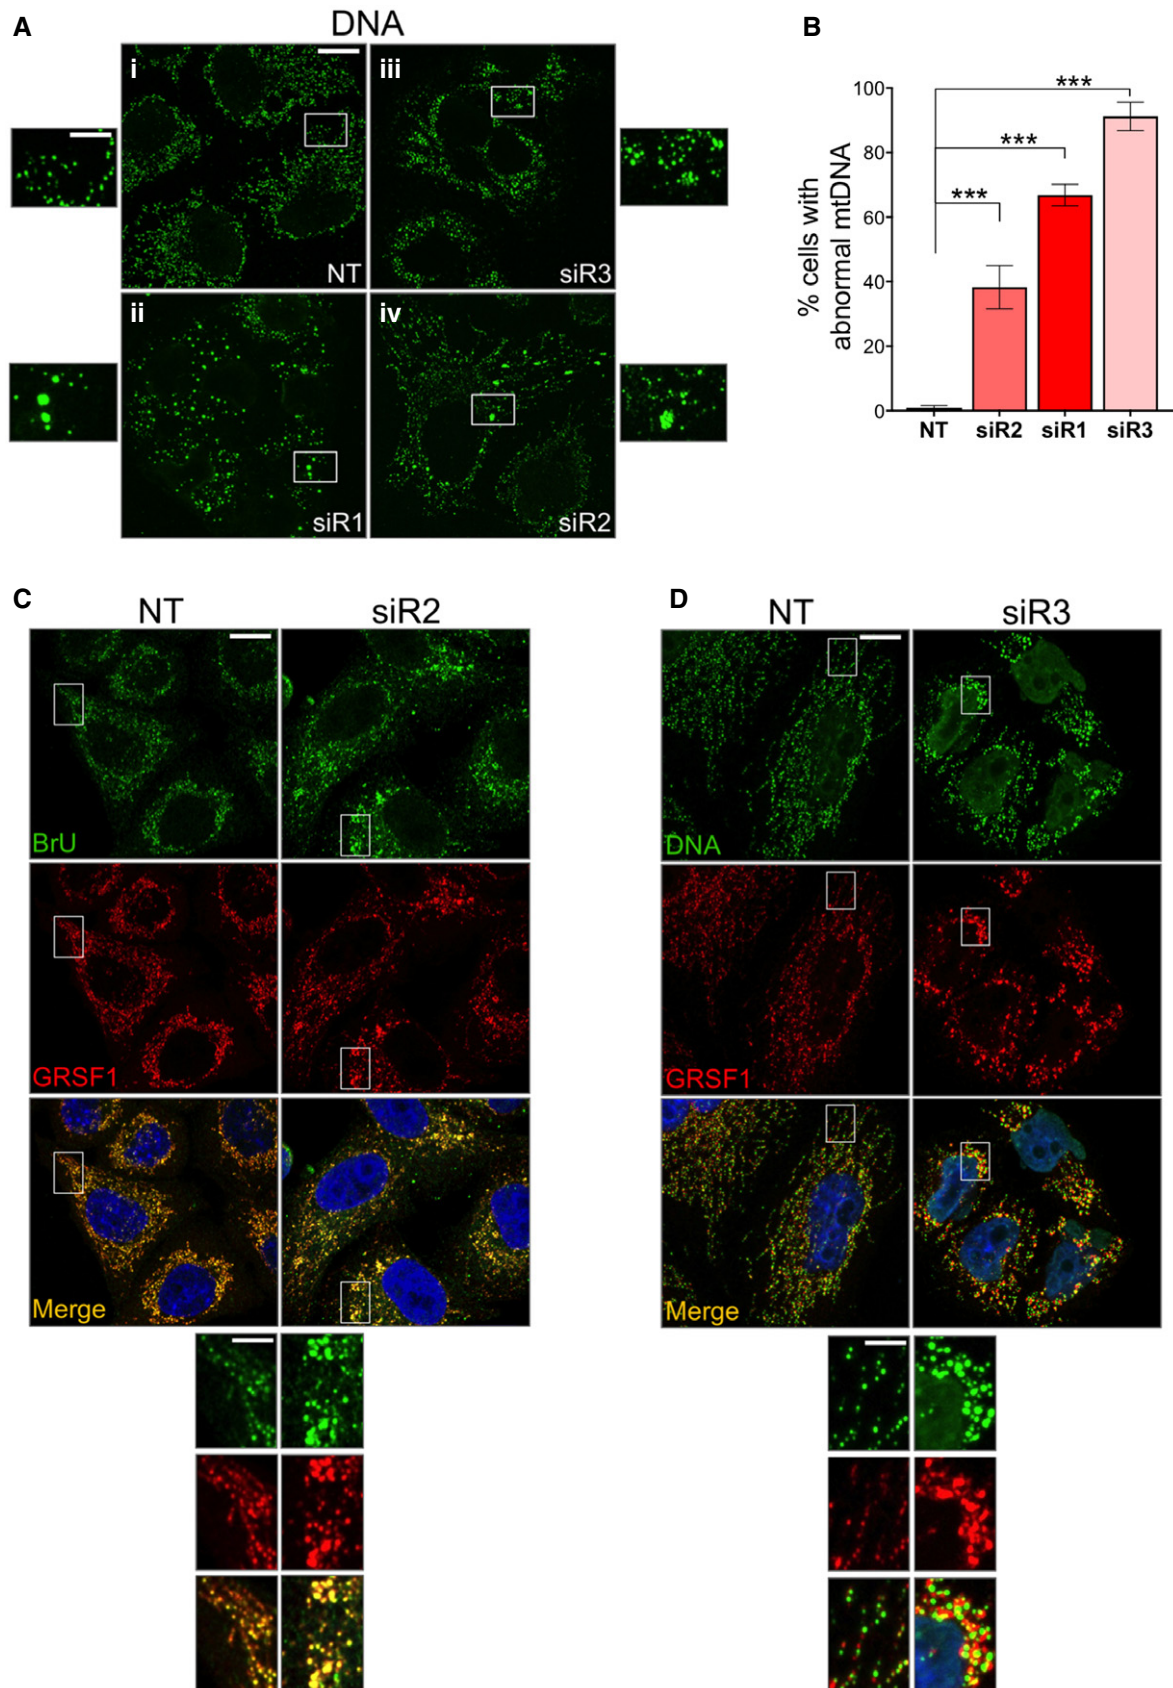 A
DNA
i
NT
iii
siR3
ii
siR1
iv
siR2
B
% cells with
abnormal mtDNA
100
80
60
40
20
0
***
***
***
NT siR2 siR1 siR3
C
NT siR2
BrU
GRSF1
Merge
D
NT siR3
DNA
GRSF1
Merge